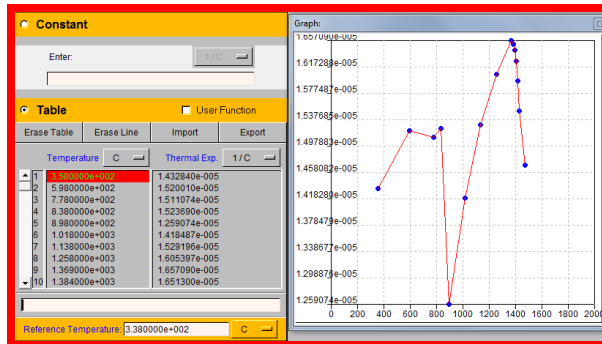 Constant
Enter:
1/C
Table
User Function
Erase Table Erase Line Import Export
Temperature C Thermal Exp. 1/C
1 3.580000e+002 1.432840e-005
2 5.980000e+002 1.520010e-005
3 7.780000e+002 1.511074e-005
4 8.380000e+002 1.523690e-005
5 8.980000e+002 1.259074e-005
6 1.018000e+003 1.418487e-005
7 1.138000e+003 1.529196e-005
8 1.258000e+003 1.605397e-005
9 1.369000e+003 1.657090e-005
10 1.384000e+003 1.651300e-005
Reference Temperature: 3.380000e+002 C
Graph:
1.657090e-005
1.617288e-005
1.577487e-005
1.537685e-005
1.497883e-005
1.458082e-005
1.418280e-005
1.378479e-005
1.338677e-005
1.298876e-005
1.259074e-005
0 200 400 600 800 1000 1200 1400 1600 1800 2000